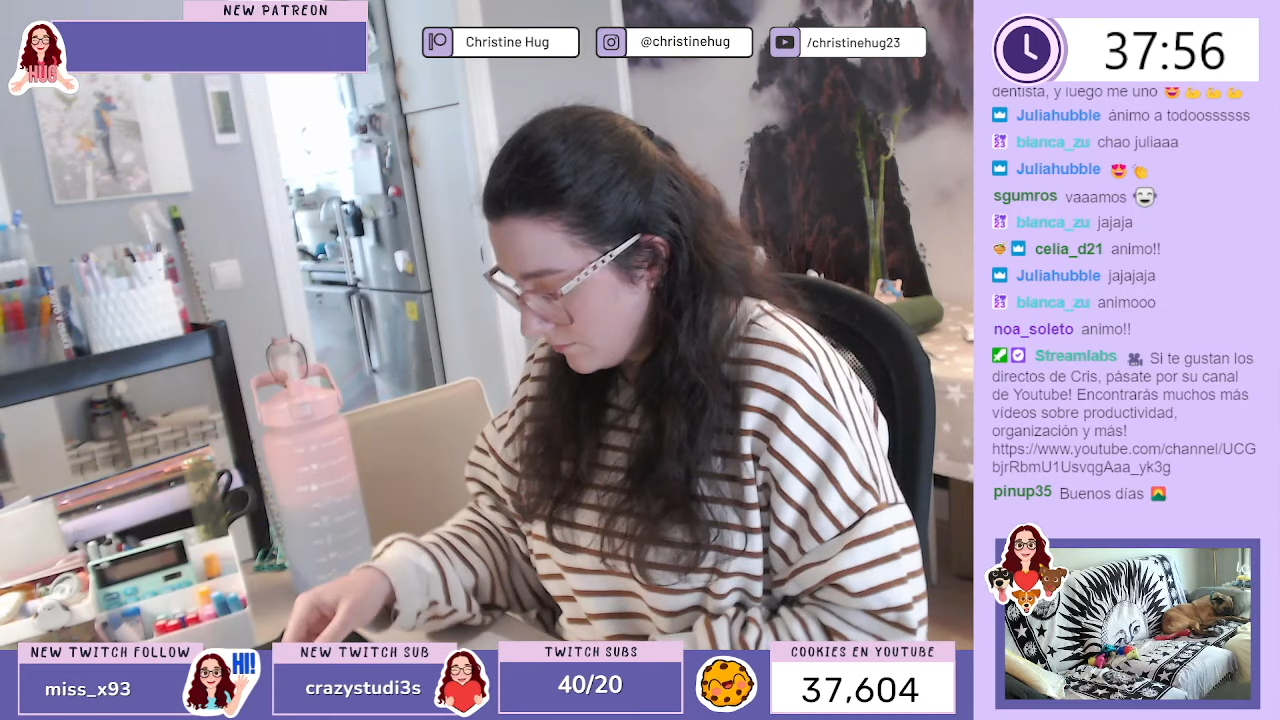 NEW PATREON
HUG
Christine Hug
@christinehug
/christinehug23
37:56
dentista, y luego me uno
Juliahubble ánimo a todoossssss
blanca_zu chao juliaaa
Juliahubble
sgumros vaaamos
blanca_zu jajaja
celia_d21 animo!!
Juliahubble jajajaja
blanca_zu animooo
noa_soleto animo!!
Streamlabs Si te gustan los
directos de Cris, pásate por su canal
de Youtube! Encontrarás muchos más
vídeos sobre productividad,
organización y más!
https://www.youtube.com/channel/UCG
bjrRbmU1UsvqgAaa_yk3g
pinup35 Buenos días
NEW TWITCH FOLLOW
miss_x93
HI!
NEW TWITCH SUB
crazystudi3s
TWITCH SUBS
40/20
COOKIES EN YOUTUBE
37,604